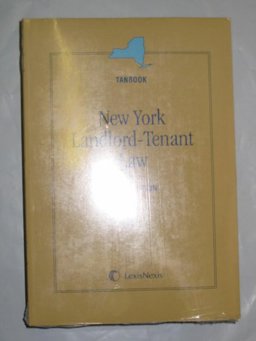 TANBOOK
New York
Landlord-Tenant
Law
LexisNexis